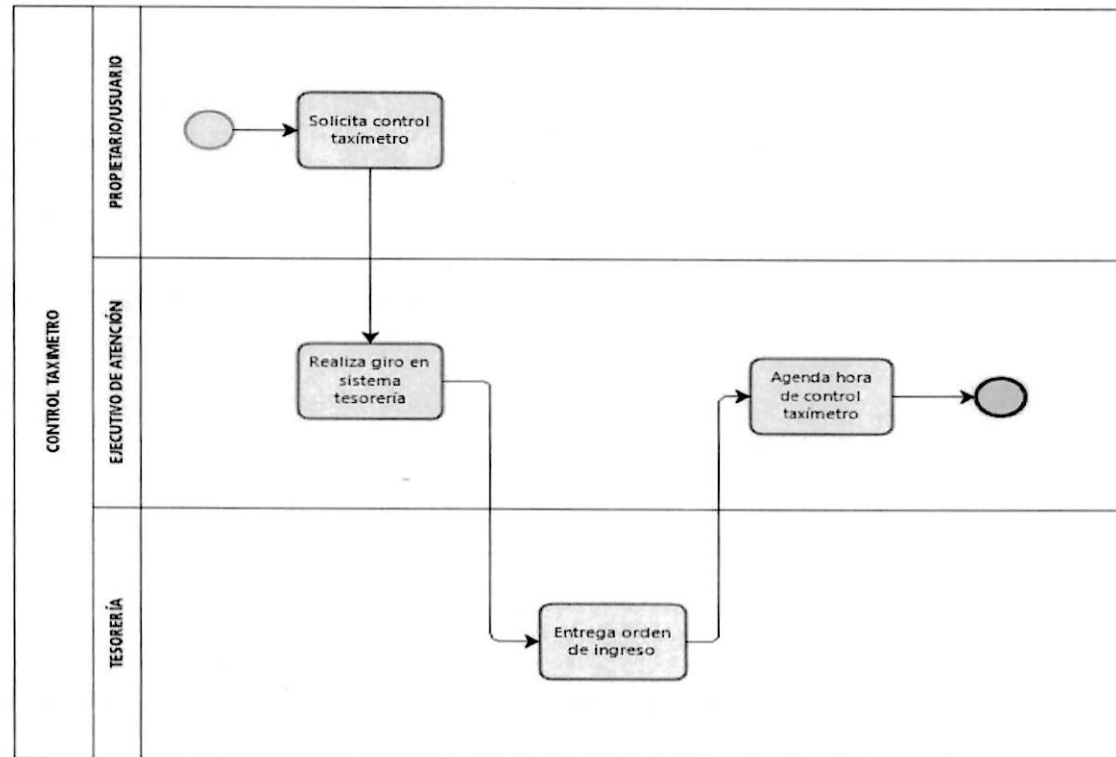 CONTROL TAXIMETRO
PROPIETARIO/USUARIO
Solicita control
taxímetro
EJECUTIVO DE ATENCIÓN
Realiza giro en
sistema
tesorería
Agenda hora
de control
taxímetro
TESORERÍA
Entrega orden
de ingreso